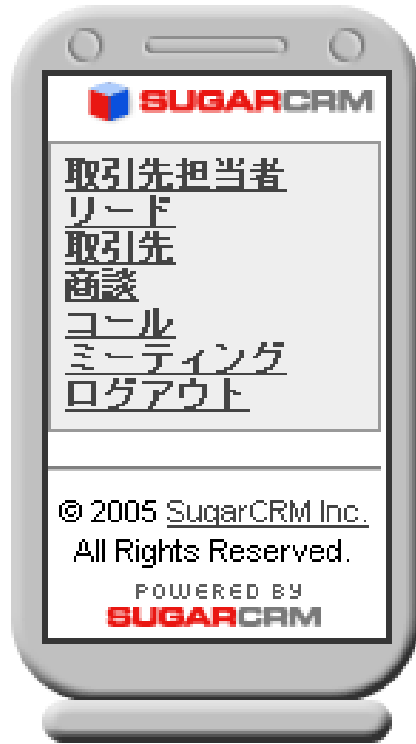 SUGARCRM
取引先担当者
リード
取引先
商談
コール
ミーティング
ログアウト
© 2005 SugarCRM Inc.
All Rights Reserved.
POWERED BY
SUGARCRM